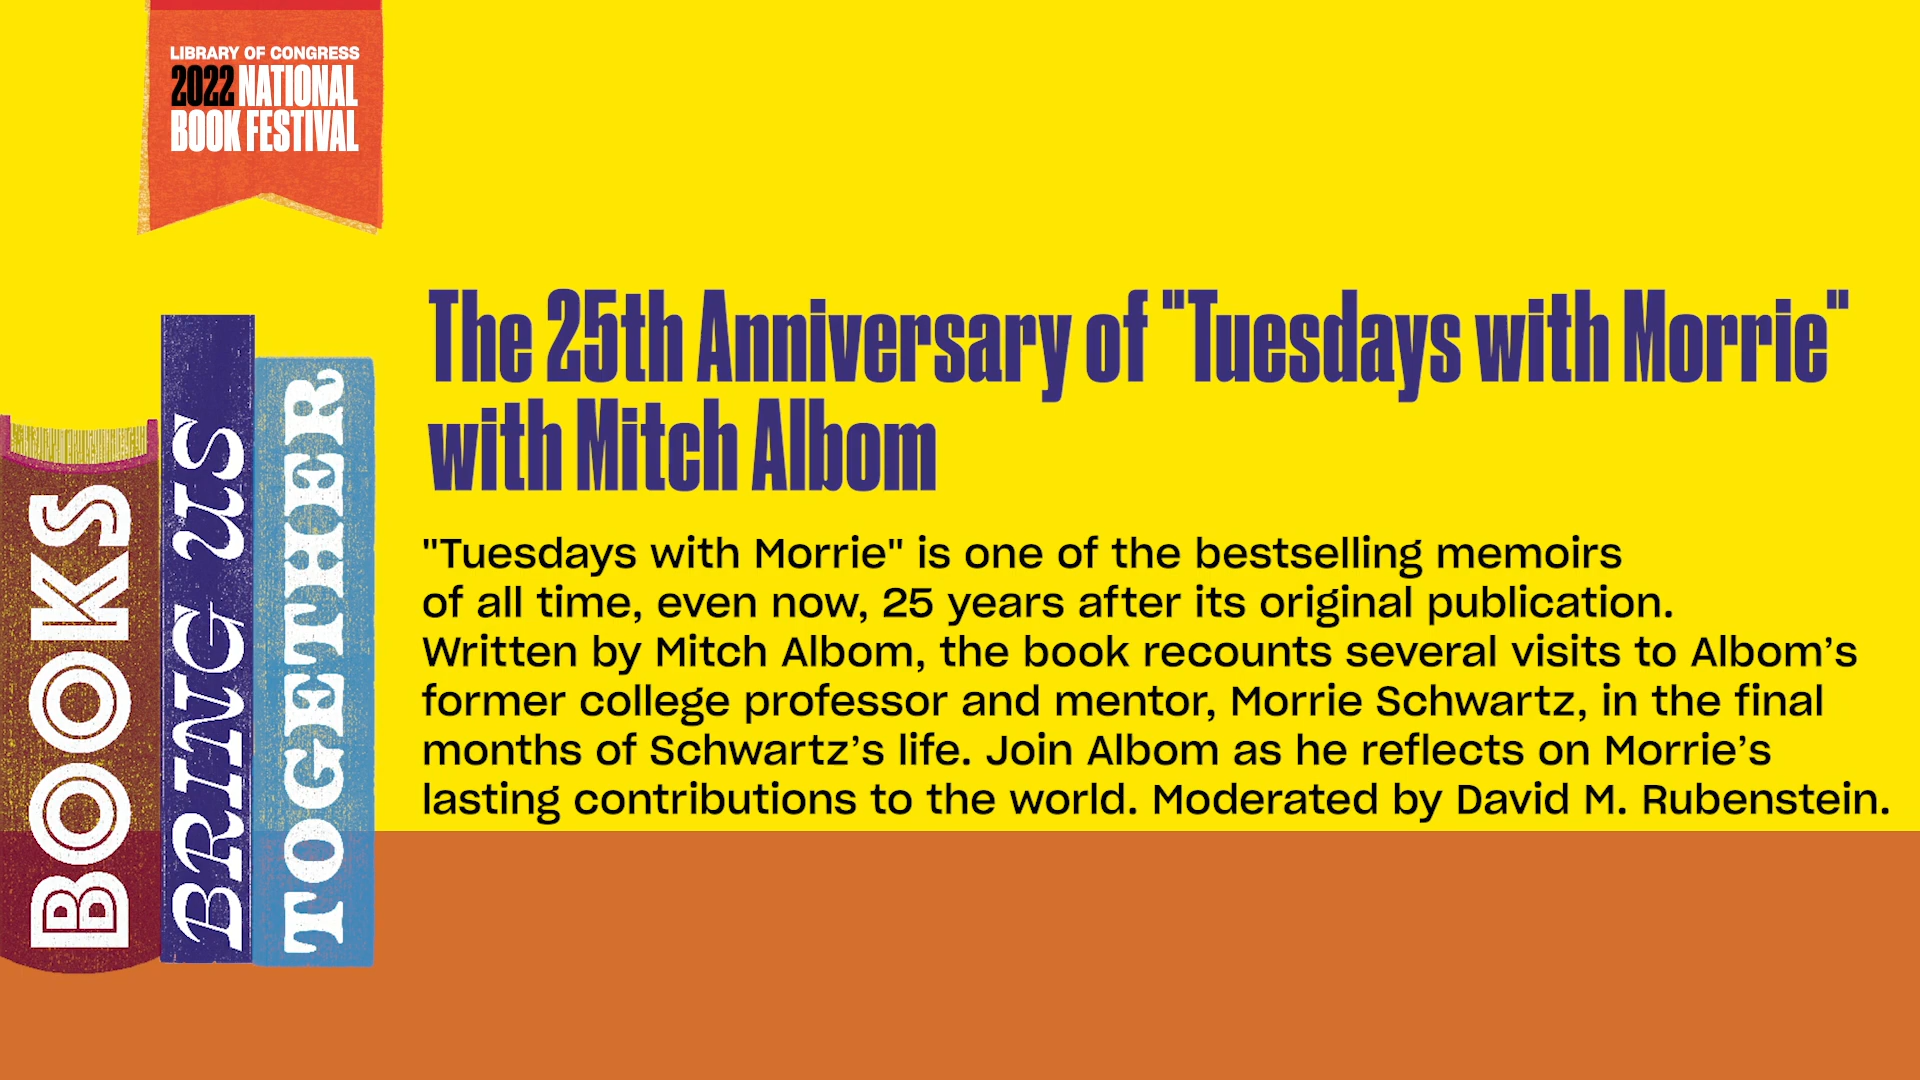 LIBRARY OF CONGRESS
2022 NATIONAL
BOOK FESTIVAL
BOOKS
BRING US
TOGETHER
The 25th Anniversary of "Tuesdays with Morrie"
with Mitch Albom
"Tuesdays with Morrie" is one of the bestselling memoirs
of all time, even now, 25 years after its original publication.
Written by Mitch Albom, the book recounts several visits to Albom’s
former college professor and mentor, Morrie Schwartz, in the final
months of Schwartz’s life. Join Albom as he reflects on Morrie’s
lasting contributions to the world. Moderated by David M. Rubenstein.